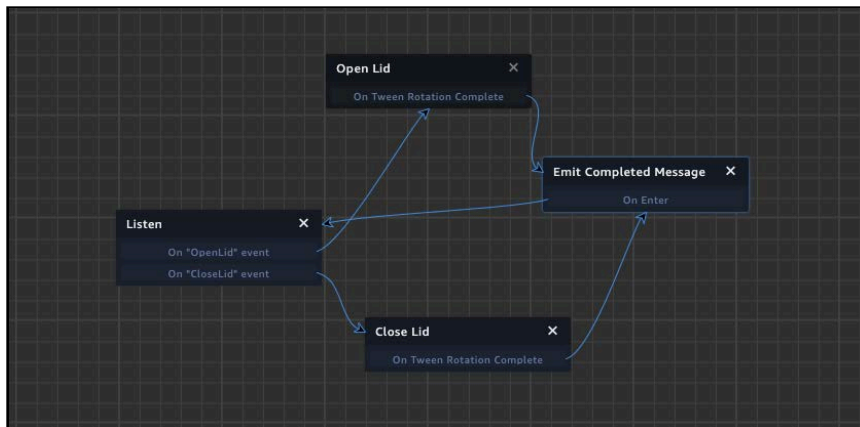 Open Lid
On Tween Rotation Complete
Emit Completed Message
On Enter
Listen
On "OpenLid" event
On "CloseLid" event
Close Lid
On Tween Rotation Complete